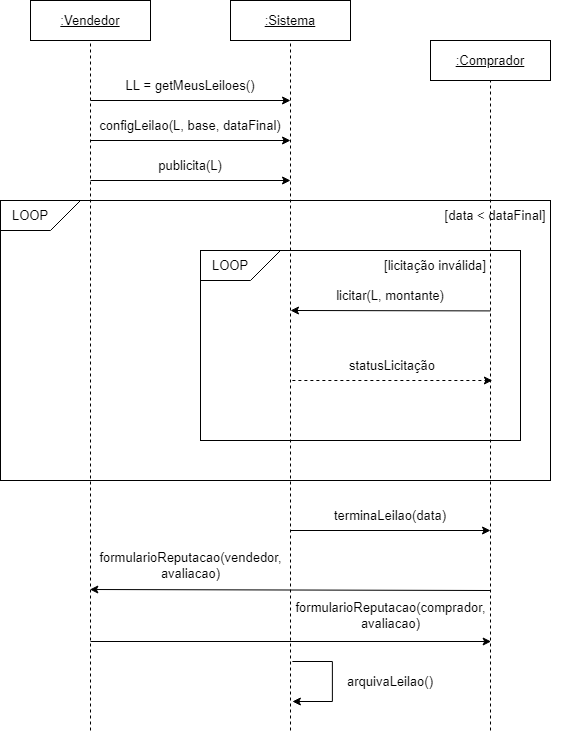 :Vendedor
:Sistema
:Comprador
LL = getMeusLeiloes()
configLeilao(L, base, dataFinal)
publicita(L)
LOOP
[data < dataFinal]
LOOP
[licitação inválida]
licitar(L, montante)
statusLicitação
terminaLeilao(data)
formularioReputacao(vendedor,
avaliacao)
formularioReputacao(comprador,
avaliacao)
arquivaLeilao()